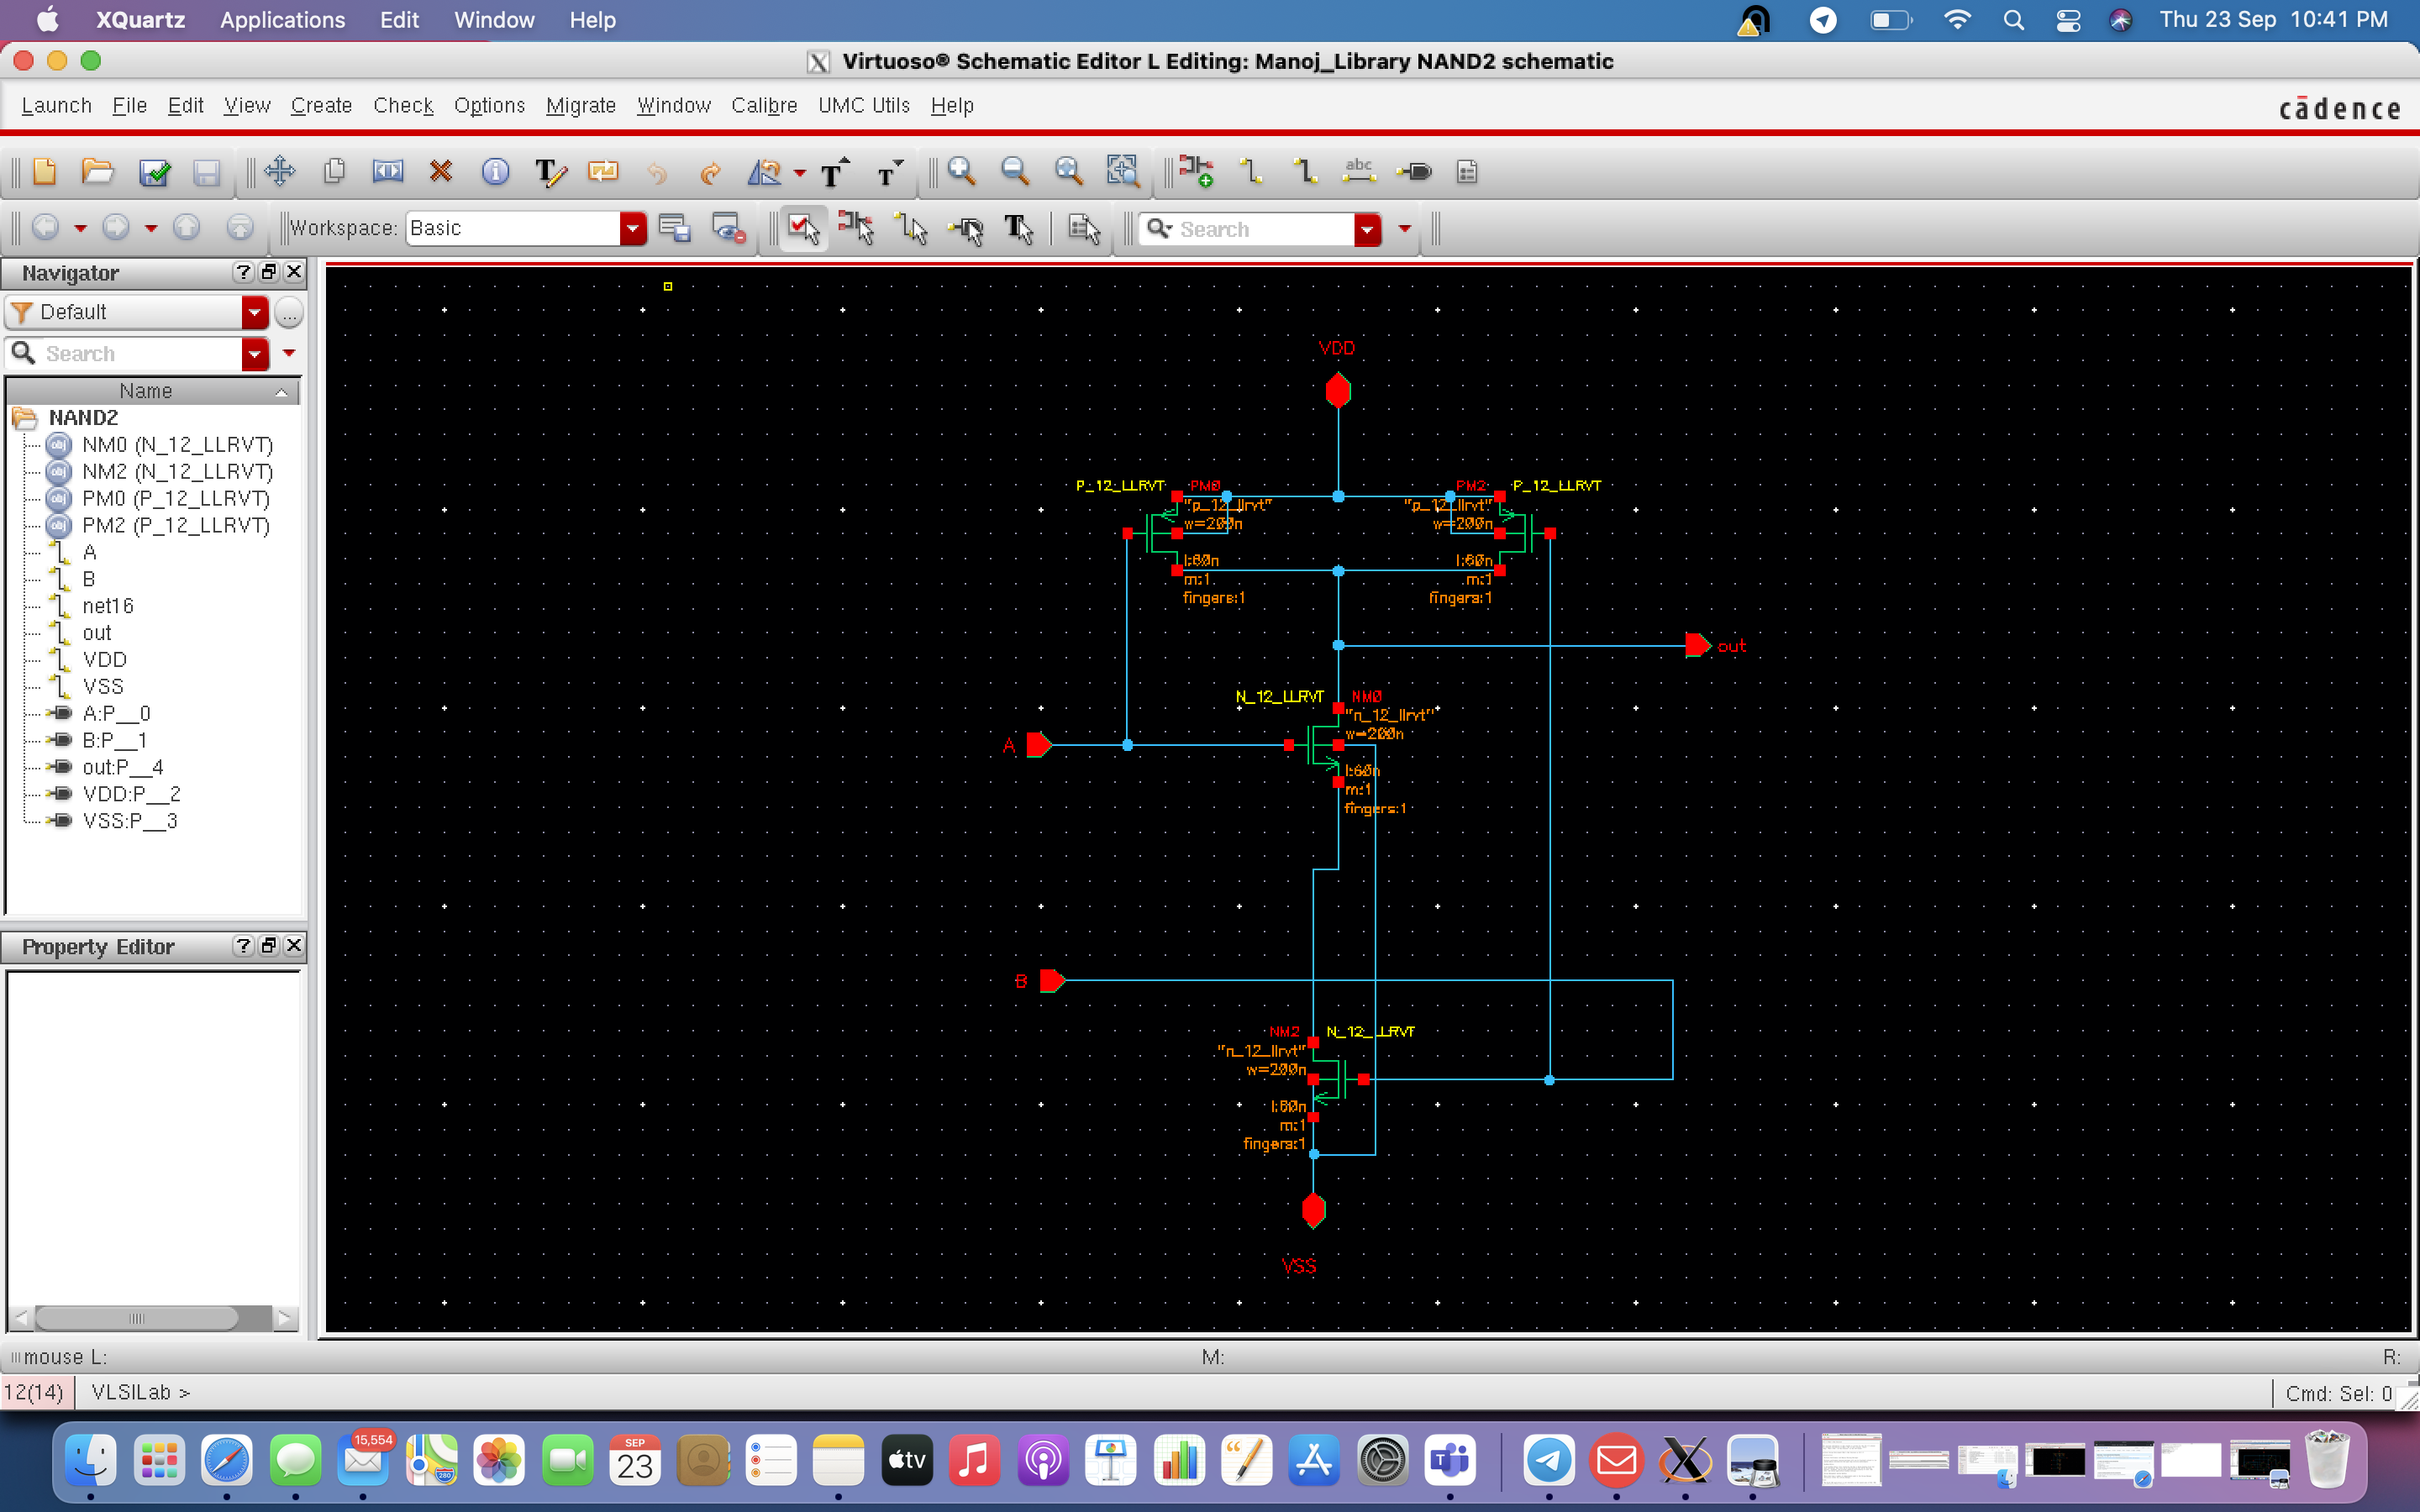 XQuartz Applications Edit Window Help
Thu 23 Sep 10:41 PM
Virtuoso® Schematic Editor L Editing: Manoj_Library NAND2 schematic
Launch File Edit View Create Check Options Migrate Window Calibre UMC Utils Help
cādence
abc
Workspace: Basic
Search
Navigator
Default
Search
Name
NAND2
NM0 (N_12_LLRVT)
NM2 (N_12_LLRVT)
PM0 (P_12_LLRVT)
PM2 (P_12_LLRVT)
A
B
net16
out
VDD
VSS
A:P__0
B:P__1
out:P__4
VDD:P__2
VSS:P__3
Property Editor
VDD
P_12_LLRVT PM0
"p_12_llrvt"
w=200n
l:60n
m:1
fingers:1
PM2 P_12_LLRVT
"p_12_llrvt"
w=200n
l:60n
m:1
fingers:1
out
N_12_LLRVT NM0
"n_12_llrvt"
w=200n
l:60n
m:1
fingers:1
A
B
NM2 N_12_LLRVT
"n_12_llrvt"
w=200n
l:60n
m:1
fingers:1
VSS
mouse L: M: R:
12(14) VLSILab > Cmd: Sel: 0
15,554
280
SEP
23
tv